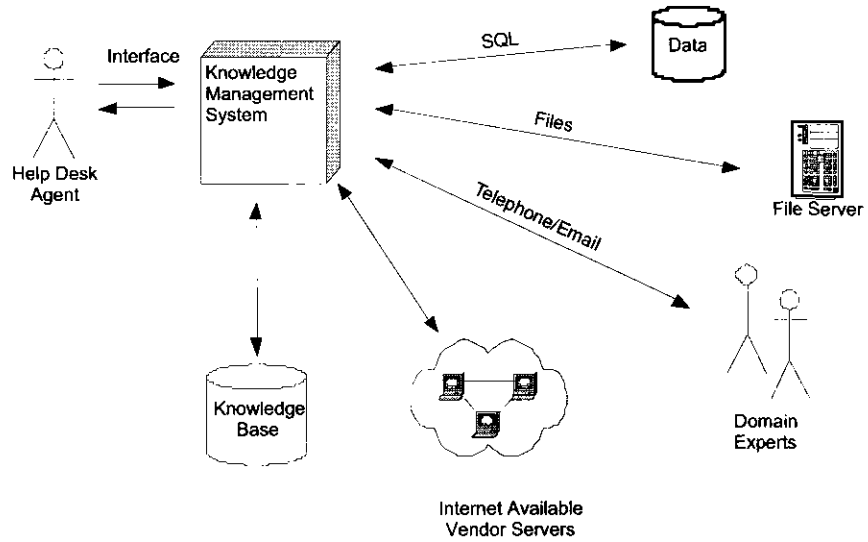 Interface
Knowledge
Management
System
SQL
Data
Files
Telephone/Email
Help Desk
Agent
File Server
Knowledge
Base
Domain
Experts
Internet Available
Vendor Servers